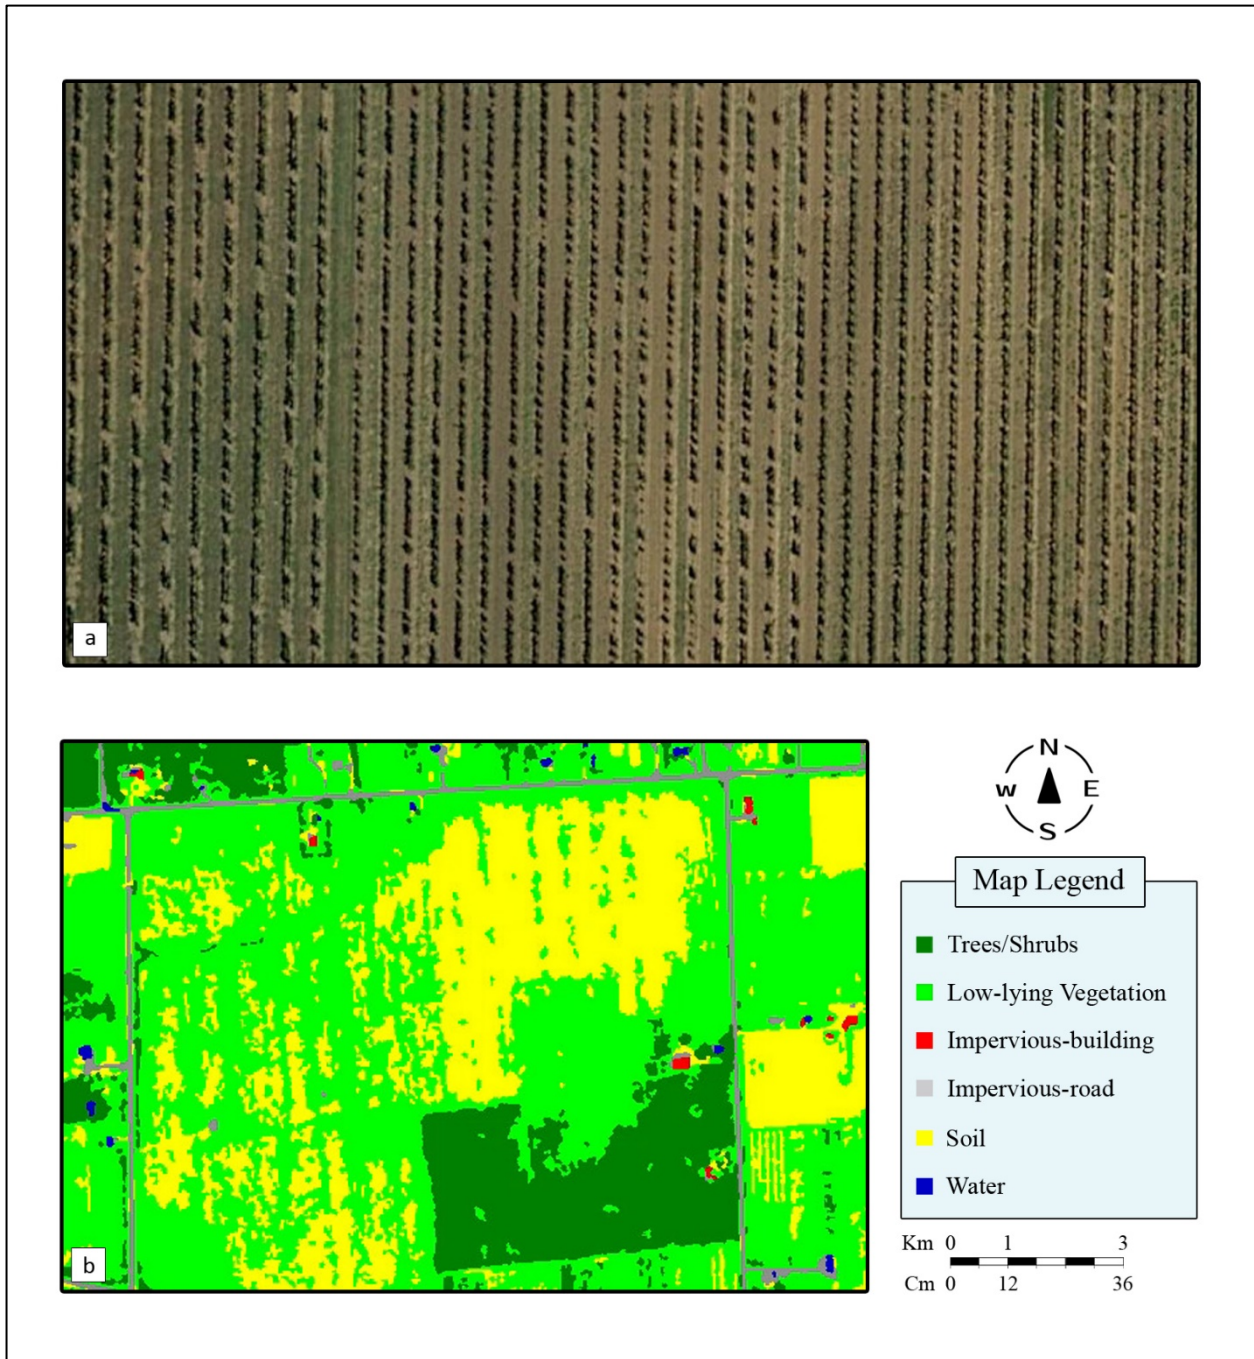 a
b
N
W E
S
Map Legend
Trees/Shrubs
Low-lying Vegetation
Impervious-building
Impervious-road
Soil
Water
Km 0 1 3
Cm 0 12 36